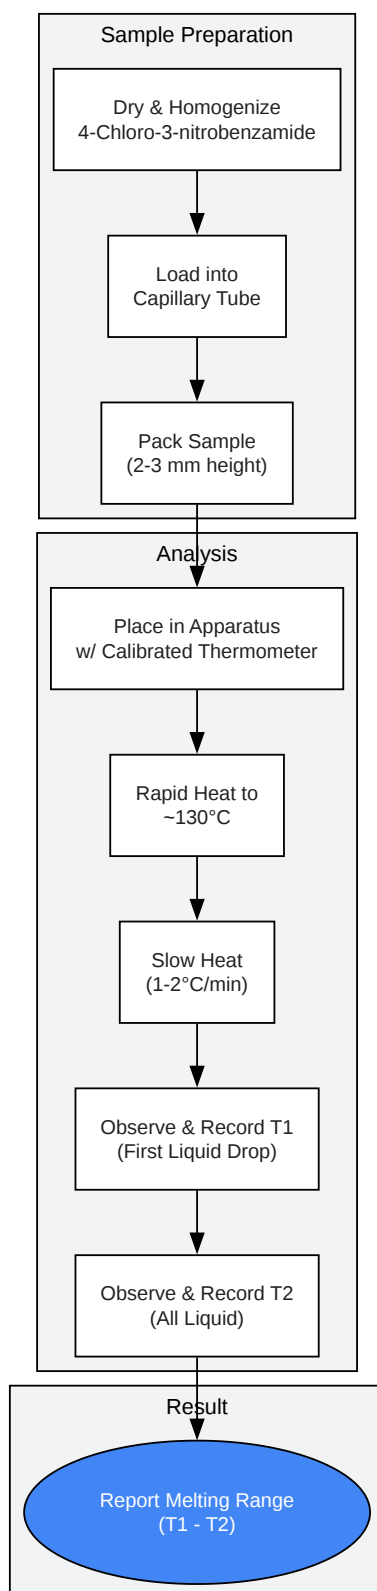 Sample Preparation
Dry & Homogenize
4-Chloro-3-nitrobenzamide
Load into
Capillary Tube
Pack Sample
(2-3 mm height)
Analysis
Place in Apparatus
w/ Calibrated Thermometer
Rapid Heat to
~130°C
Slow Heat
(1-2°C/min)
Observe & Record T1
(First Liquid Drop)
Observe & Record T2
(All Liquid)
Result
Report Melting Range
(T1 - T2)